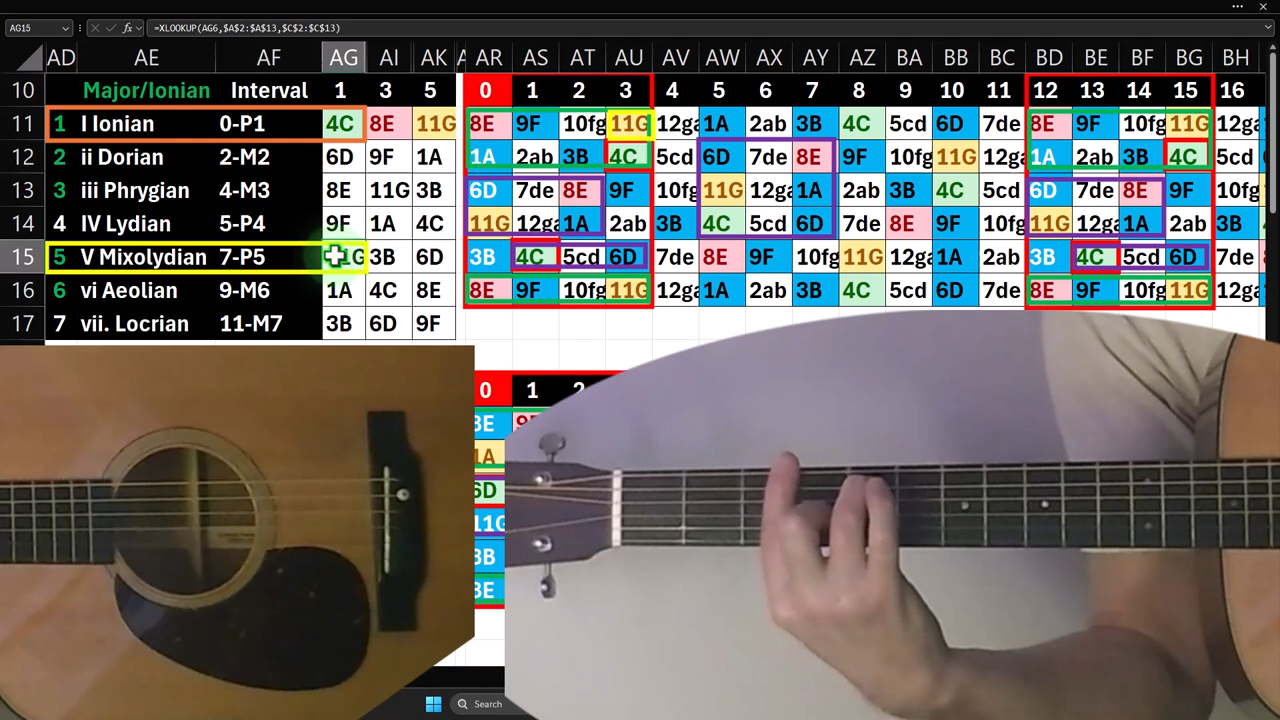 AG15 fx =XLOOKUP(AG6,$A$2:$A$13,$C$2:$C$13)
AD AE AF AG AI AK AR AS AT AU AV AW AX AY AZ BA BB BC BD BE BF BG BH
10 Major/Ionian Interval 1 3 5 0 1 2 3 4 5 6 7 8 9 10 11 12 13 14 15 16
11 1 I Ionian 0-P1 4C 8E 11G 8E 9F 10fg 11G 12ga 1A 2ab 3B 4C 5cd 6D 7de 8E 9F 10fg 11G 12ga
12 2 ii Dorian 2-M2 6D 9F 1A 1A 2ab 3B 4C 5cd 6D 7de 8E 9F 10fg 11G 12ga 1A 2ab 3B 4C 5cd
13 3 iii Phrygian 4-M3 8E 11G 3B 6D 7de 8E 9F 10fg 11G 12ga 1A 2ab 3B 4C 5cd 6D 7de 8E 9F 10fg
14 4 IV Lydian 5-P4 9F 1A 4C 11G 12ga 1A 2ab 3B 4C 5cd 6D 7de 8E 9F 10fg 11G 12ga 1A 2ab 3B
15 5 V Mixolydian 7-P5 3B 6D 3B 4C 5cd 6D 7de 8E 9F 10fg 11G 12ga 1A 2ab 3B 4C 5cd 6D 7de
16 6 vi Aeolian 9-M6 1A 4C 8E 8E 9F 10fg 11G 12ga 1A 2ab 3B 4C 5cd 6D 7de 8E 9F 10fg 11G 12ga
17 7 vii. Locrian 11-M7 3B 6D 9F
0 1 2
1A
6D
11G
3B
Search